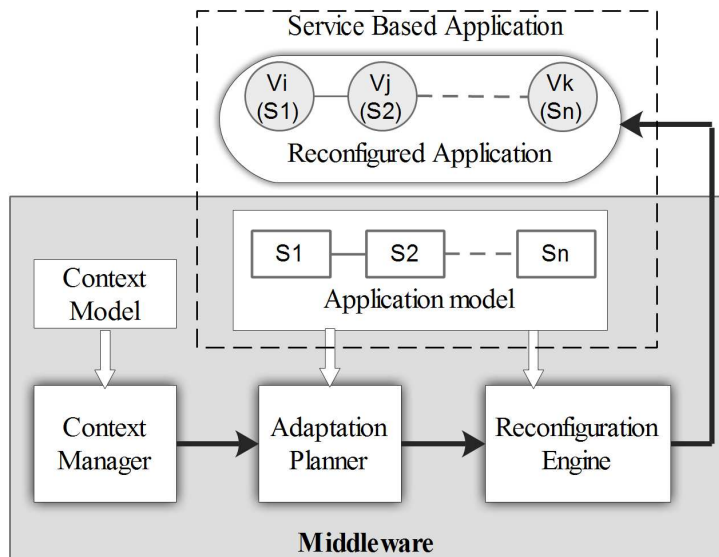 Service Based Application
Vi Vj Vk
(S1) (S2) (Sn)
Reconfigured Application
S1 S2 Sn
Application model
Context
Model
Context
Manager
Adaptation
Planner
Reconfiguration
Engine
Middleware